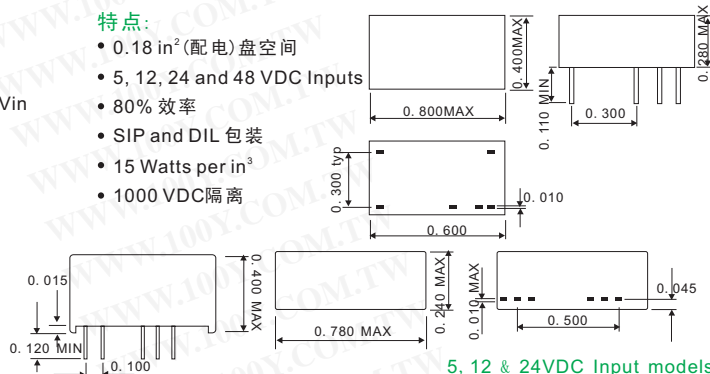 特点:
• 0.18 in²(配电)盘空间
• 5, 12, 24 and 48 VDC Inputs
Vin
• 80% 效率
• SIP and DIL 包装
• 15 Watts per in³
• 1000 VDC隔离
0.400MAX
0.800MAX
0.280 MAX
0.110 MIN
0.300
0.300 typ
0.010
0.600
0.015
0.400 MAX
0.120 MIN
0.100
0.240 MAX
0.780 MAX
0.010 MAX
0.045
0.500
5, 12 & 24VDC Input models
WWW.100Y.COM.TW